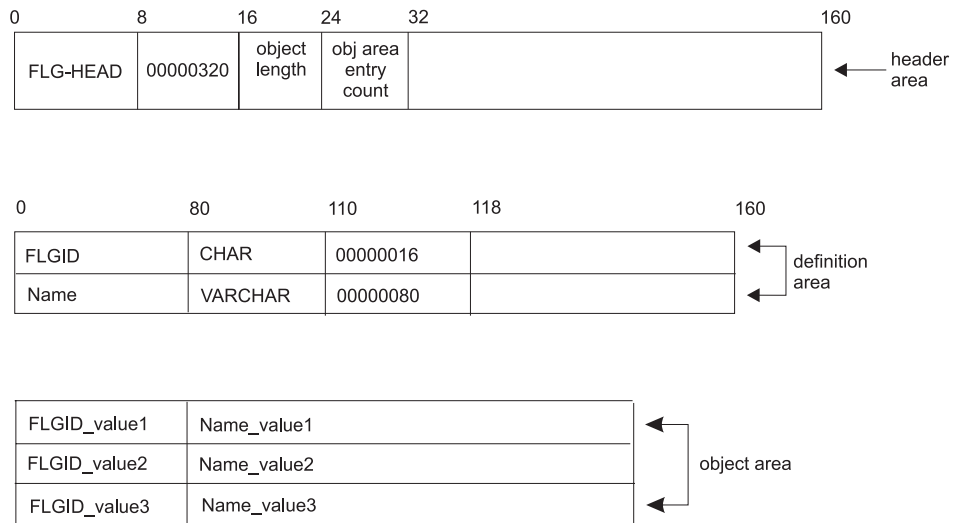 0 8 16 24 32 160
FLG-HEAD 00000320 object length obj area entry count
header area
0 80 110 118 160
FLGID CHAR 00000016
Name VARCHAR 00000080
definition area
FLGID_value1 Name_value1
FLGID_value2 Name_value2
FLGID_value3 Name_value3
object area